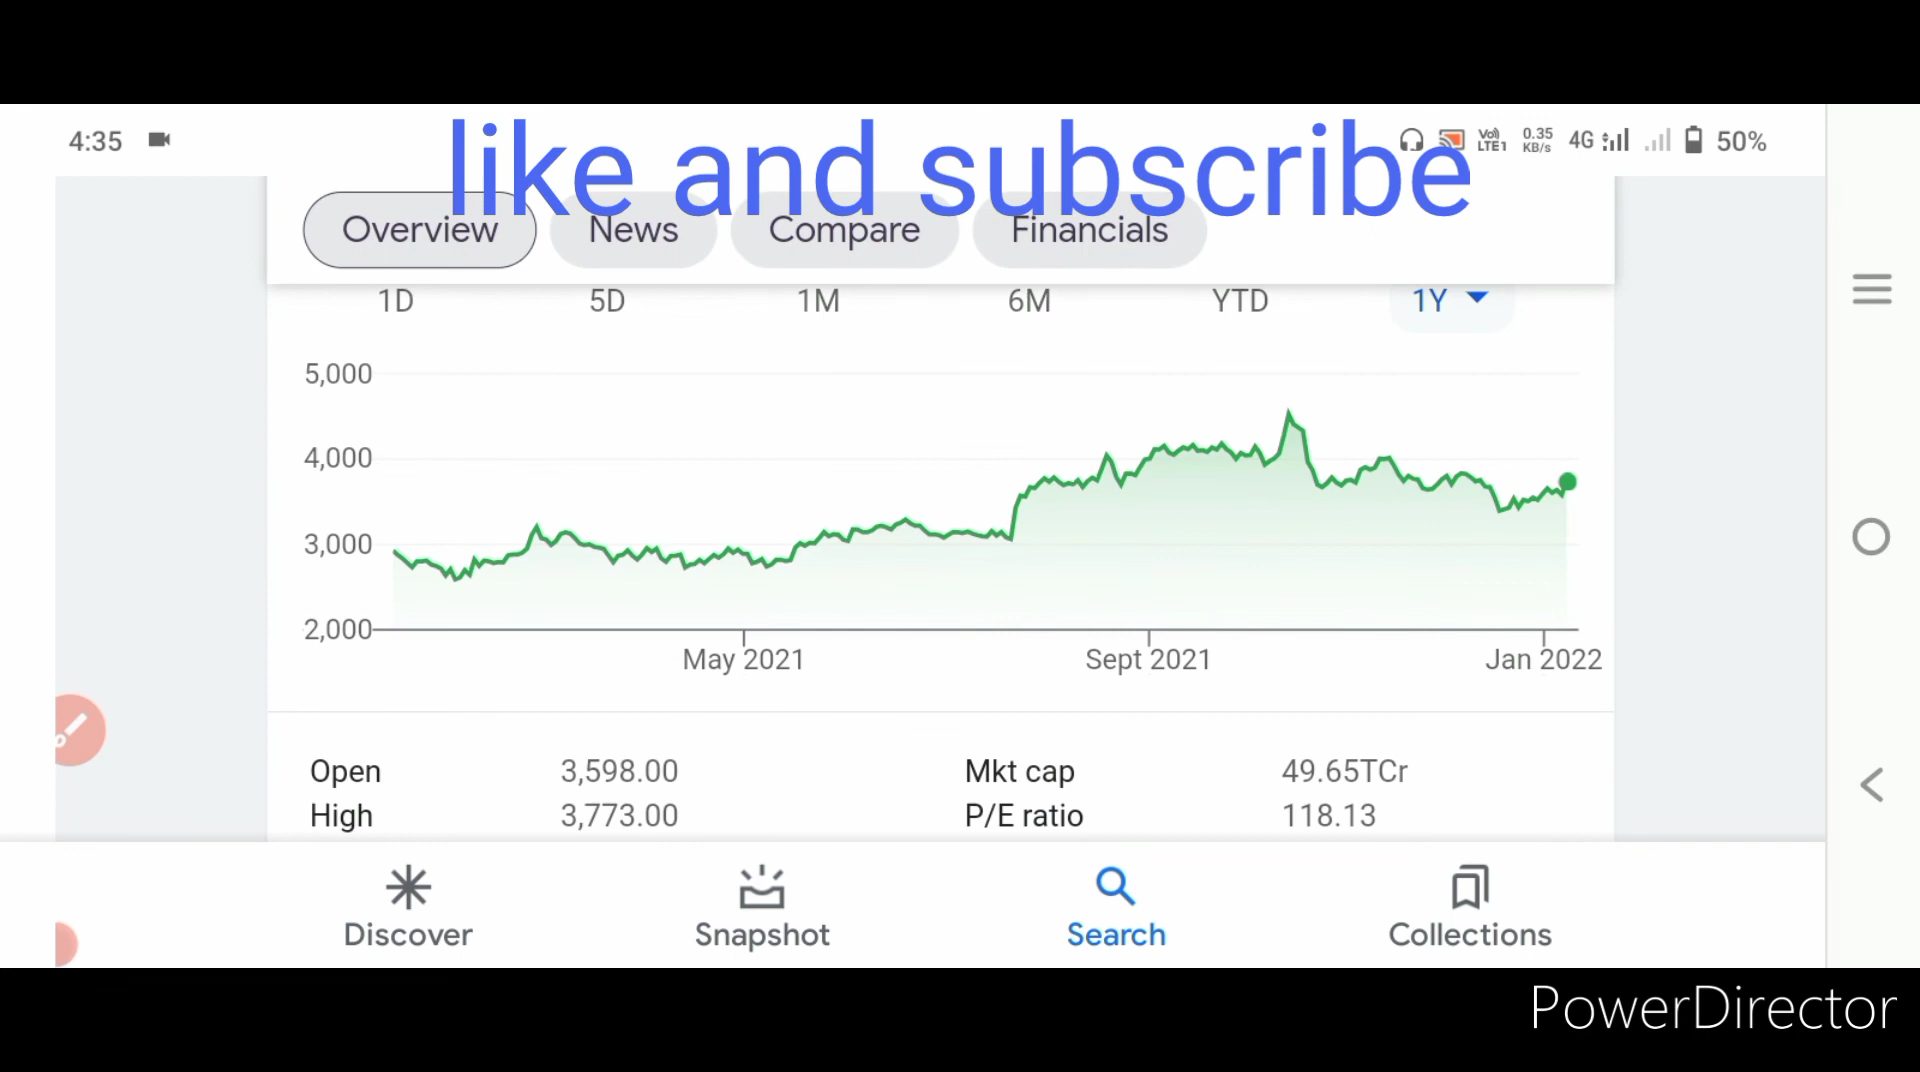 like and subscribe
4:35
Vo)) LTE1 0.35 KB/s 4G 50%
Overview News Compare Financials
1D 5D 1M 6M YTD 1Y
5,000
4,000
3,000
2,000
May 2021 Sept 2021 Jan 2022
Open 3,598.00 Mkt cap 49.65TCr
High 3,773.00 P/E ratio 118.13
Discover Snapshot Search Collections
PowerDirector